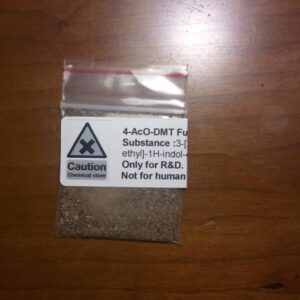 4-AcO-DMT Fu
Substance :3-[
ethyl]-1H-indol-
Only for R&D.
Not for human
Caution
Chemical store